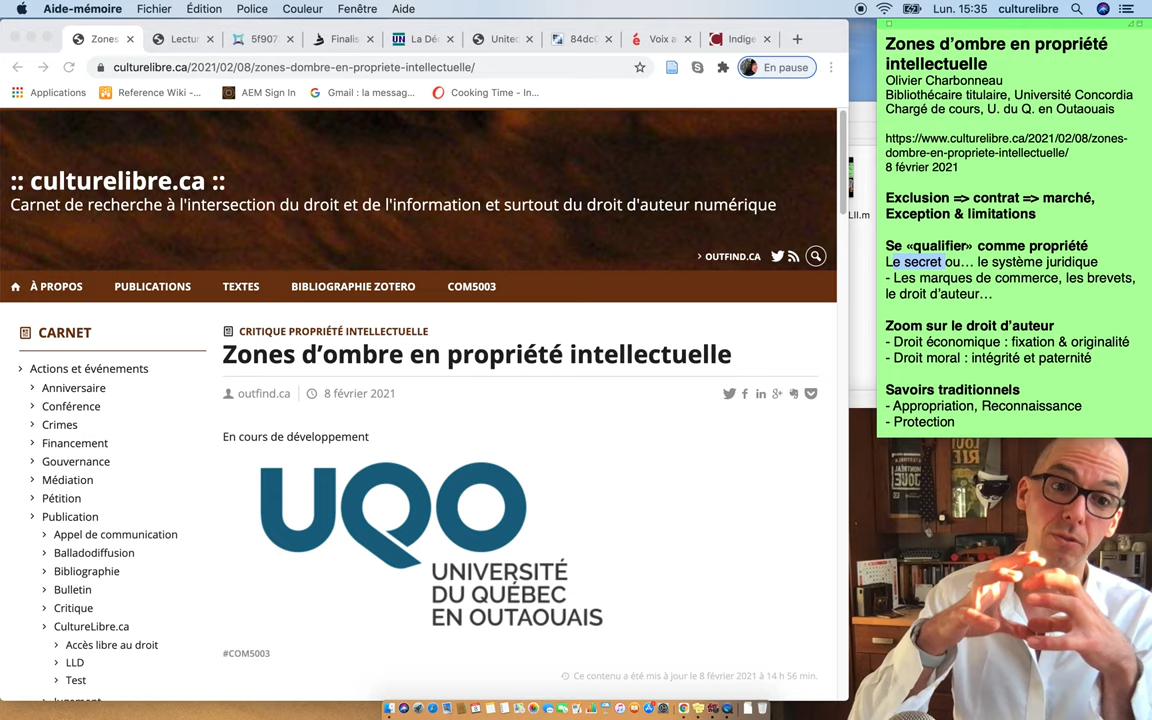 Aide-mémoire Fichier Édition Police Couleur Fenêtre Aide Lun. 15:35 culturelibre
Zones Lectur 5f907 Finalis La Dé United 84dc0 Voix a Indige
culturelibre.ca/2021/02/08/zones-dombre-en-propriete-intellectuelle/ En pause
Applications Reference Wiki -... AEM Sign In Gmail : la messag... Cooking Time - In...
:: culturelibre.ca ::
Carnet de recherche à l'intersection du droit et de l'information et surtout du droit d'auteur numérique
OUTFIND.CA
À PROPOS PUBLICATIONS TEXTES BIBLIOGRAPHIE ZOTERO COM5003
CARNET
Actions et événements
Anniversaire
Conférence
Crimes
Financement
Gouvernance
Médiation
Pétition
Publication
Appel de communication
Balladodiffusion
Bibliographie
Bulletin
Critique
CultureLibre.ca
Accès libre au droit
LLD
Test
CRITIQUE PROPRIÉTÉ INTELLECTUELLE
Zones d’ombre en propriété intellectuelle
outfind.ca 8 février 2021
En cours de développement
UQO
UNIVERSITÉ
DU QUÉBEC
EN OUTAOUAIS
#COM5003
Ce contenu a été mis à jour le 8 février 2021 à 14 h 56 min.
Zones d’ombre en propriété
intellectuelle
Olivier Charbonneau
Bibliothécaire titulaire, Université Concordia
Chargé de cours, U. du Q. en Outaouais
https://www.culturelibre.ca/2021/02/08/zones-
dombre-en-propriete-intellectuelle/
8 février 2021
Exclusion => contrat => marché,
Exception & limitations
Se «qualifier» comme propriété
Le secret ou… le système juridique
- Les marques de commerce, les brevets,
le droit d’auteur…
Zoom sur le droit d’auteur
- Droit économique : fixation & originalité
- Droit moral : intégrité et paternité
Savoirs traditionnels
- Appropriation, Reconnaissance
- Protection
LII.m